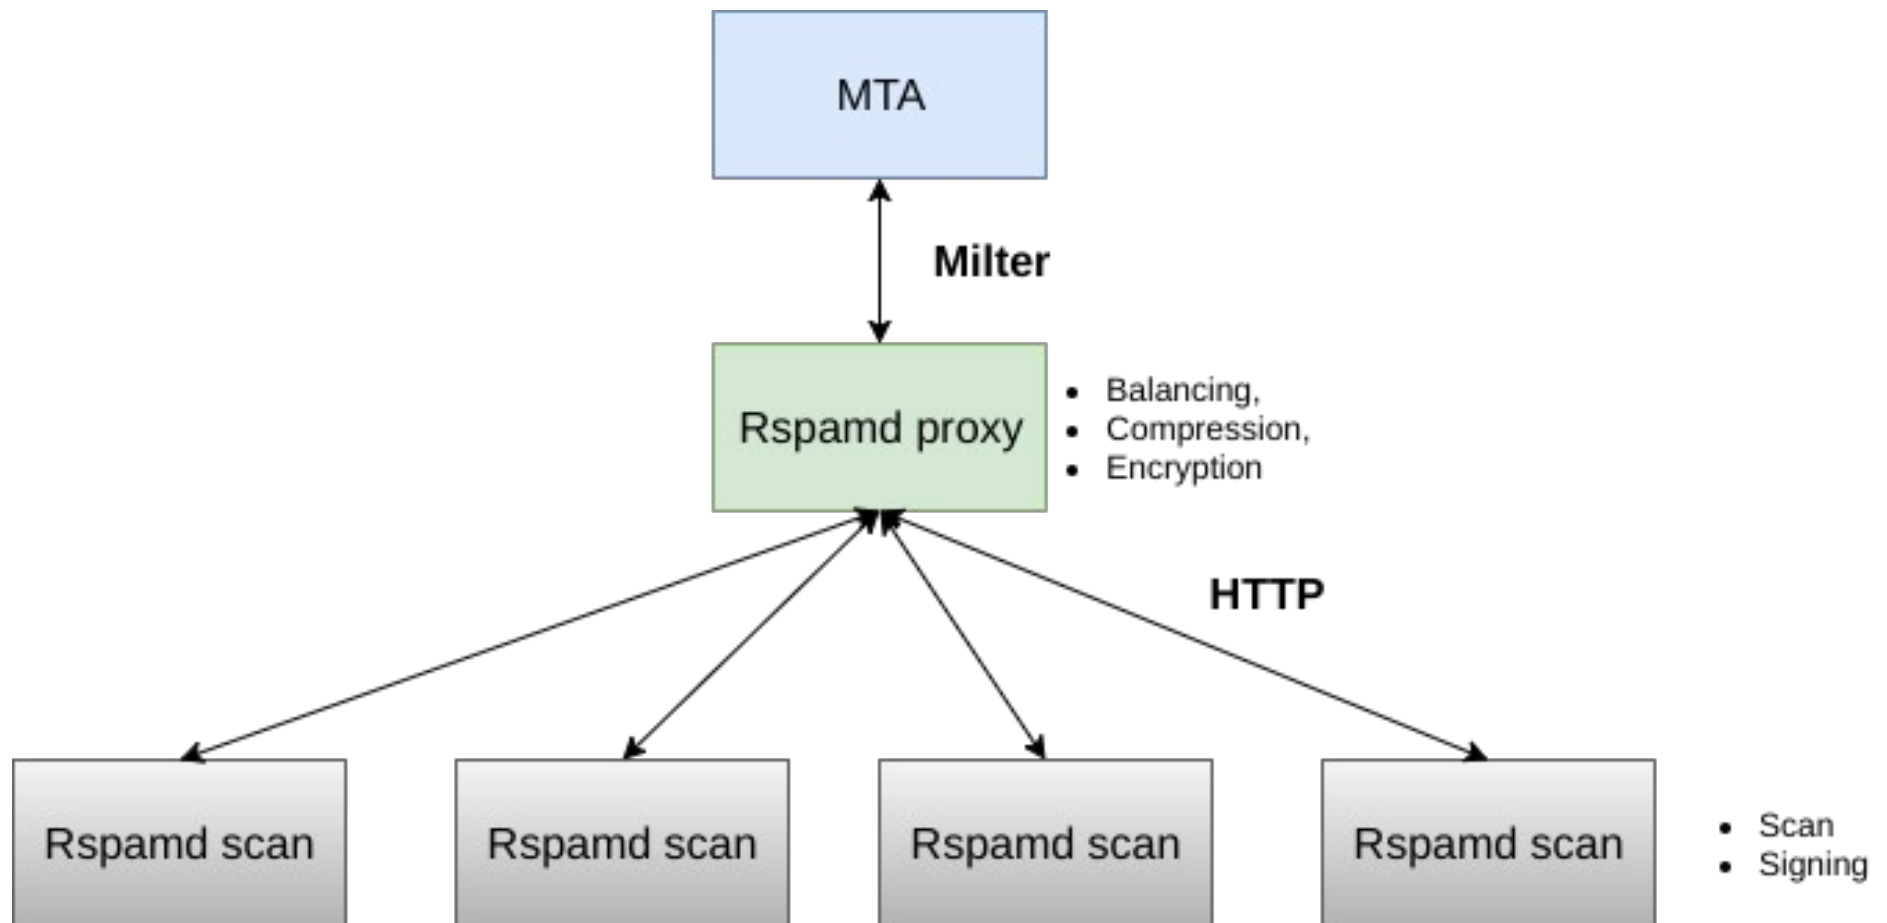 MTA
Milter
Rspamd proxy
• Balancing,
• Compression,
• Encryption
HTTP
Rspamd scan
Rspamd scan
Rspamd scan
Rspamd scan
• Scan
• Signing